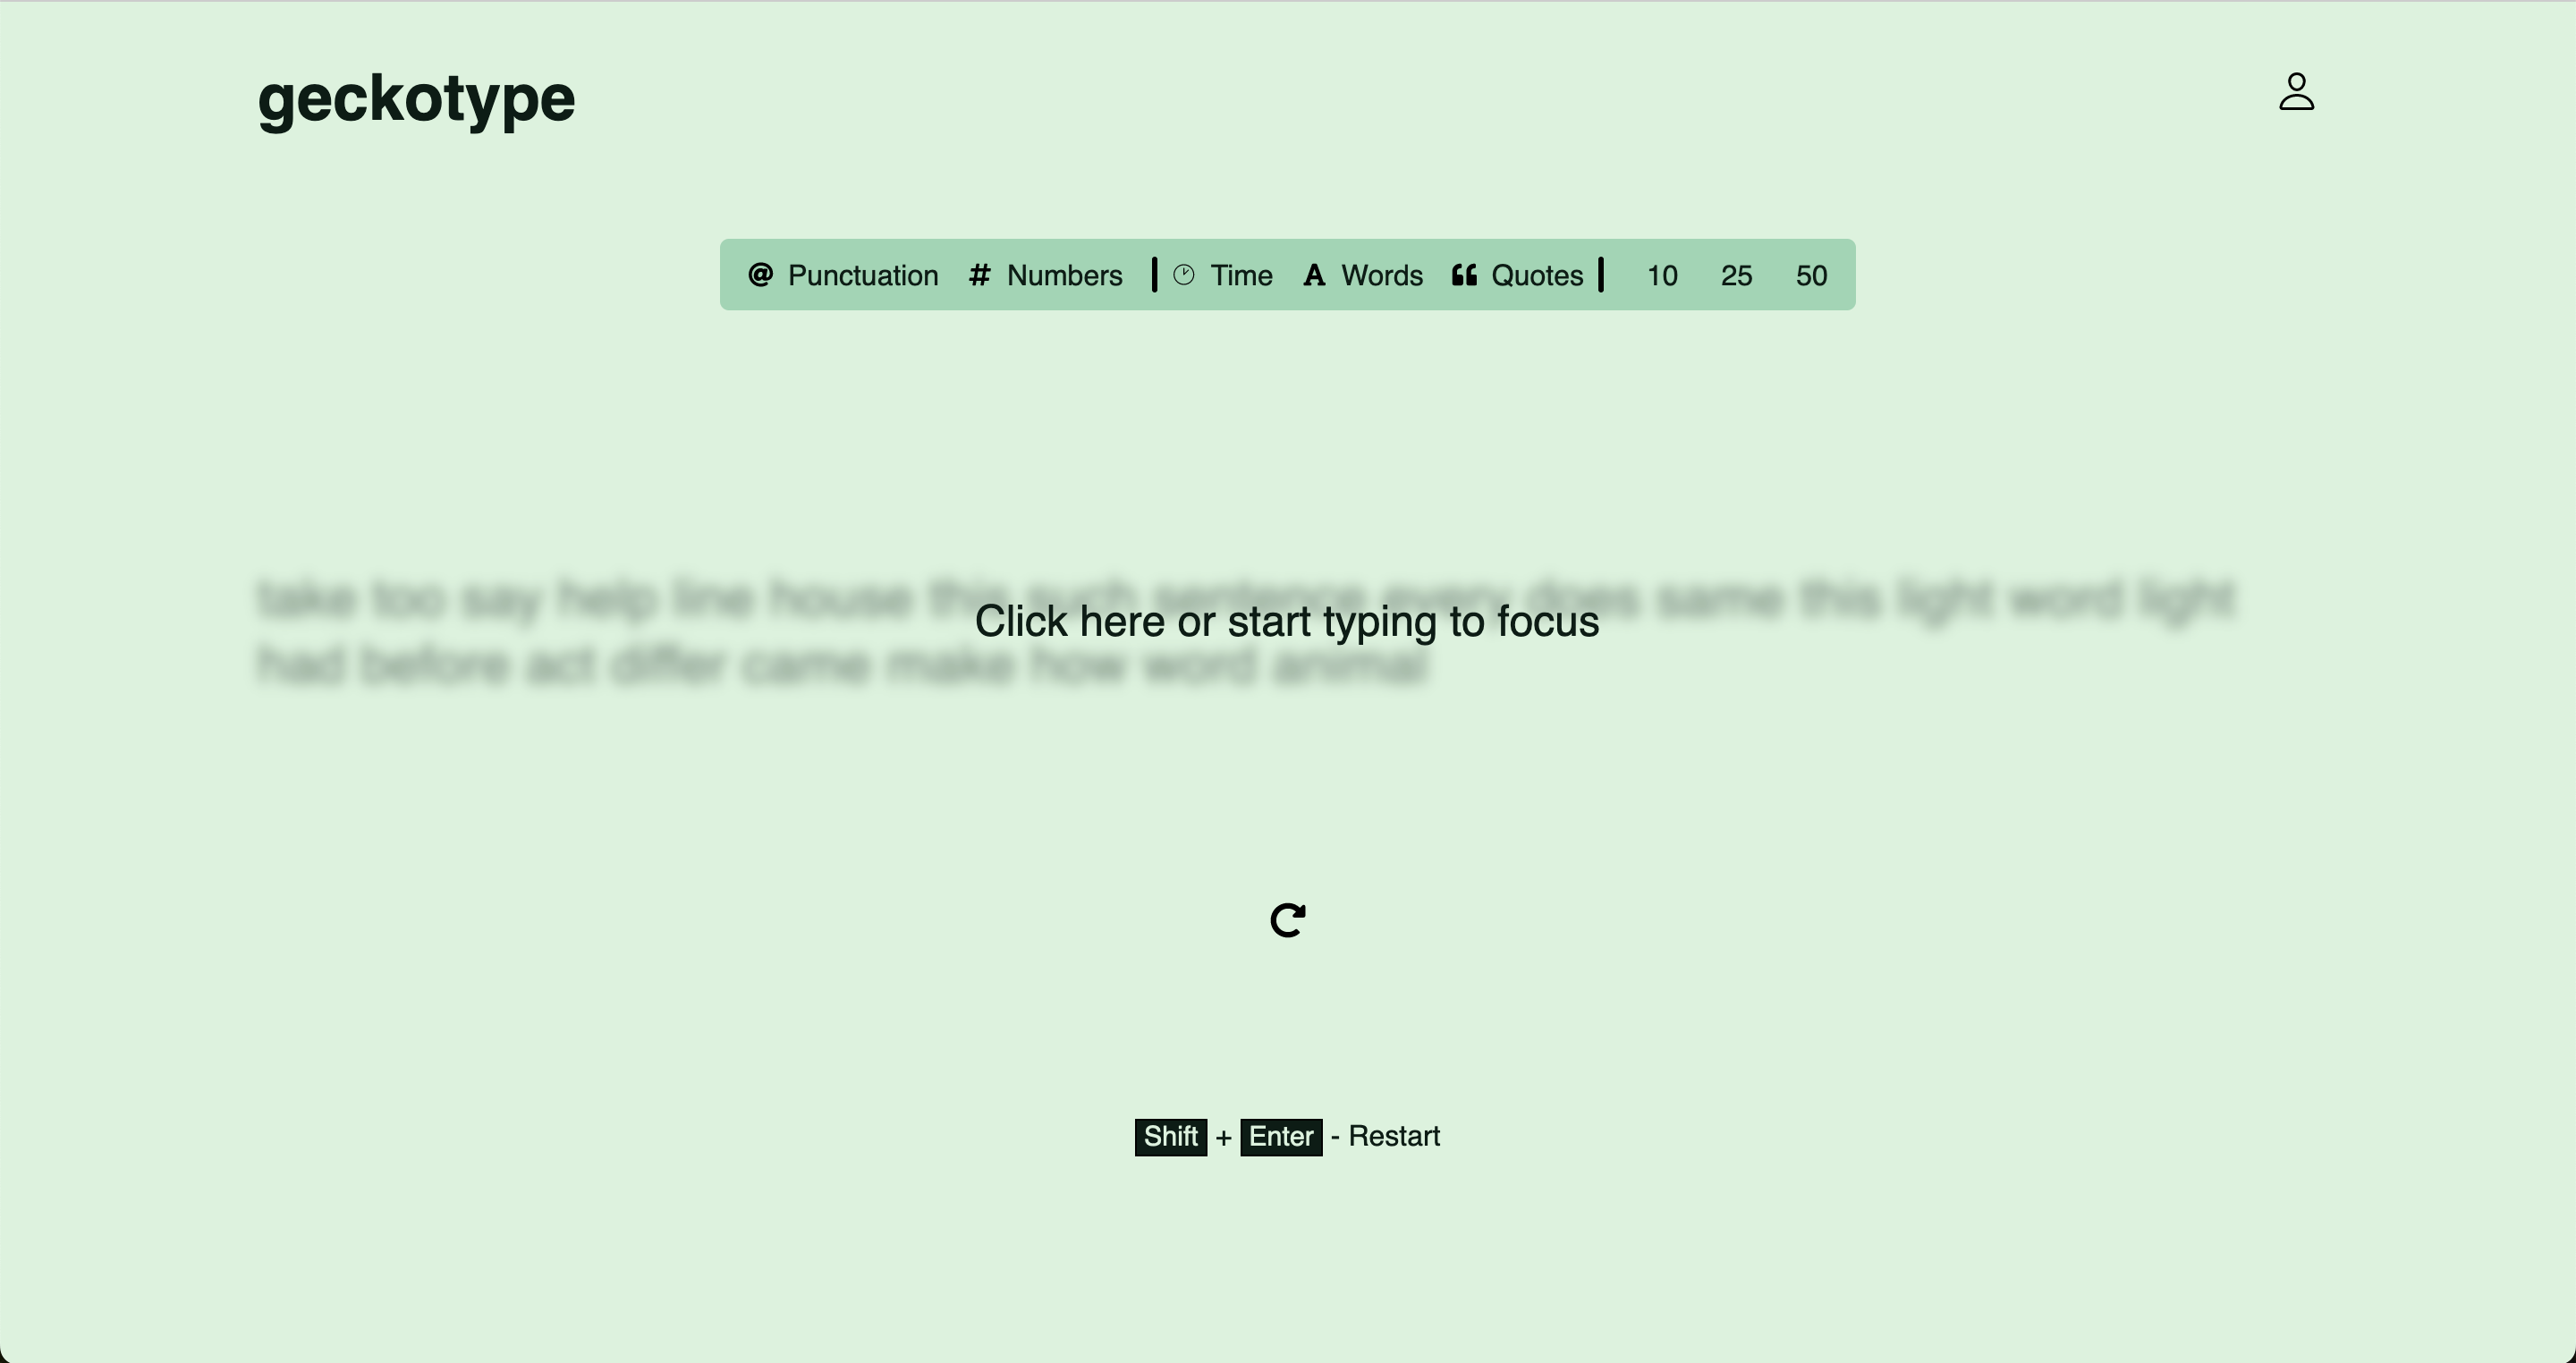 geckotype
@ Punctuation # Numbers | Time A Words “ Quotes | 10 25 50
take too say help line house this such sentence every does same this light word light
Click here or start typing to focus
had before act differ came make how word animal
Shift + Enter - Restart